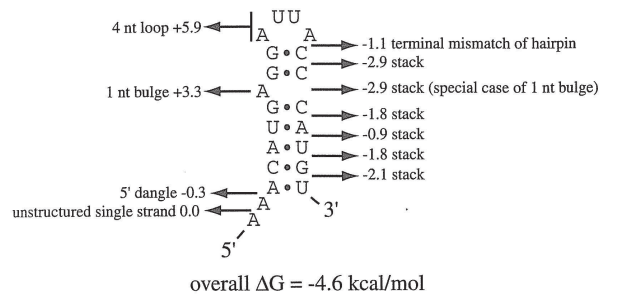 U U
4 nt loop +5.9
A A
-1.1 terminal mismatch of hairpin
G • C
-2.9 stack
G • C
1 nt bulge +3.3
A
-2.9 stack (special case of 1 nt bulge)
G • C
-1.8 stack
U • A
-0.9 stack
A • U
-1.8 stack
C • G
-2.1 stack
A • U
5' dangle -0.3
A
3'
unstructured single strand 0.0
A
5'
overall ΔG = -4.6 kcal/mol